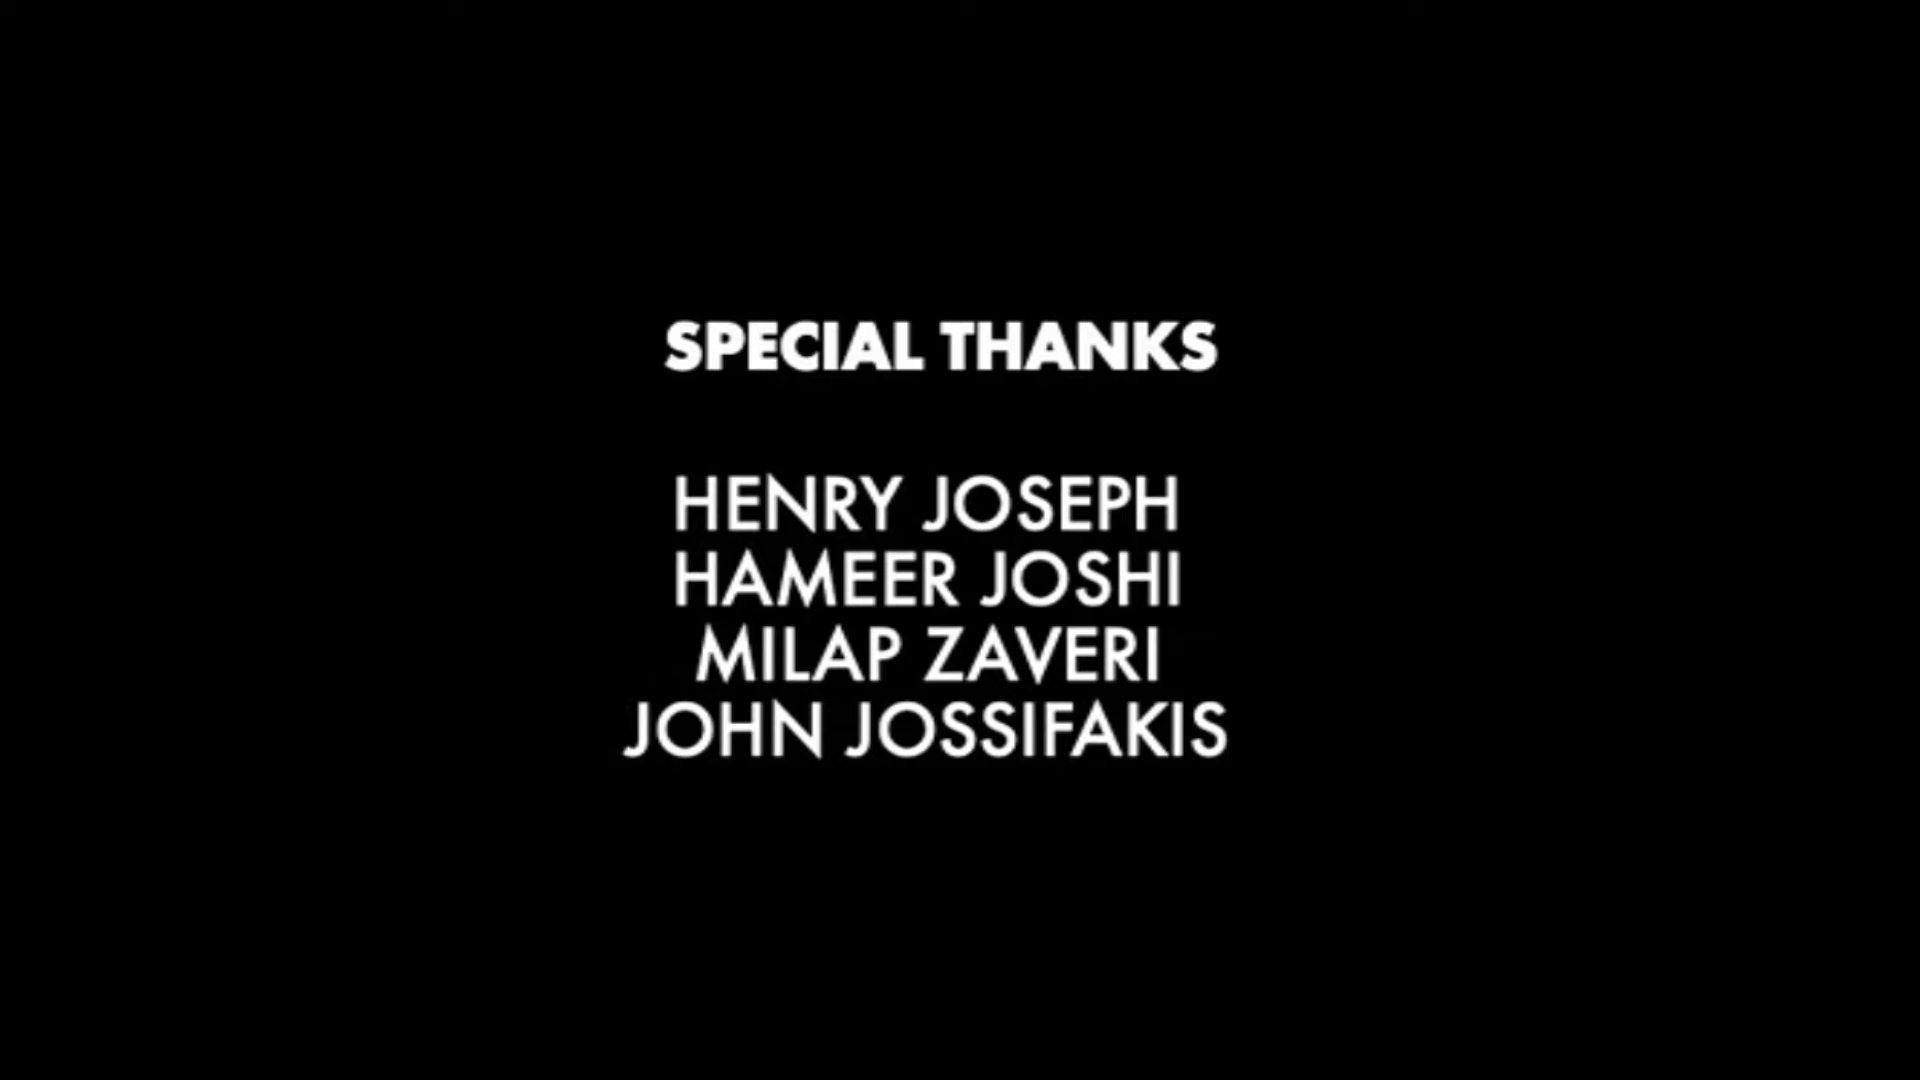 SPECIAL THANKS
HENRY JOSEPH
HAMEER JOSHI
MILAP ZAVERI
JOHN JOSSIFAKIS